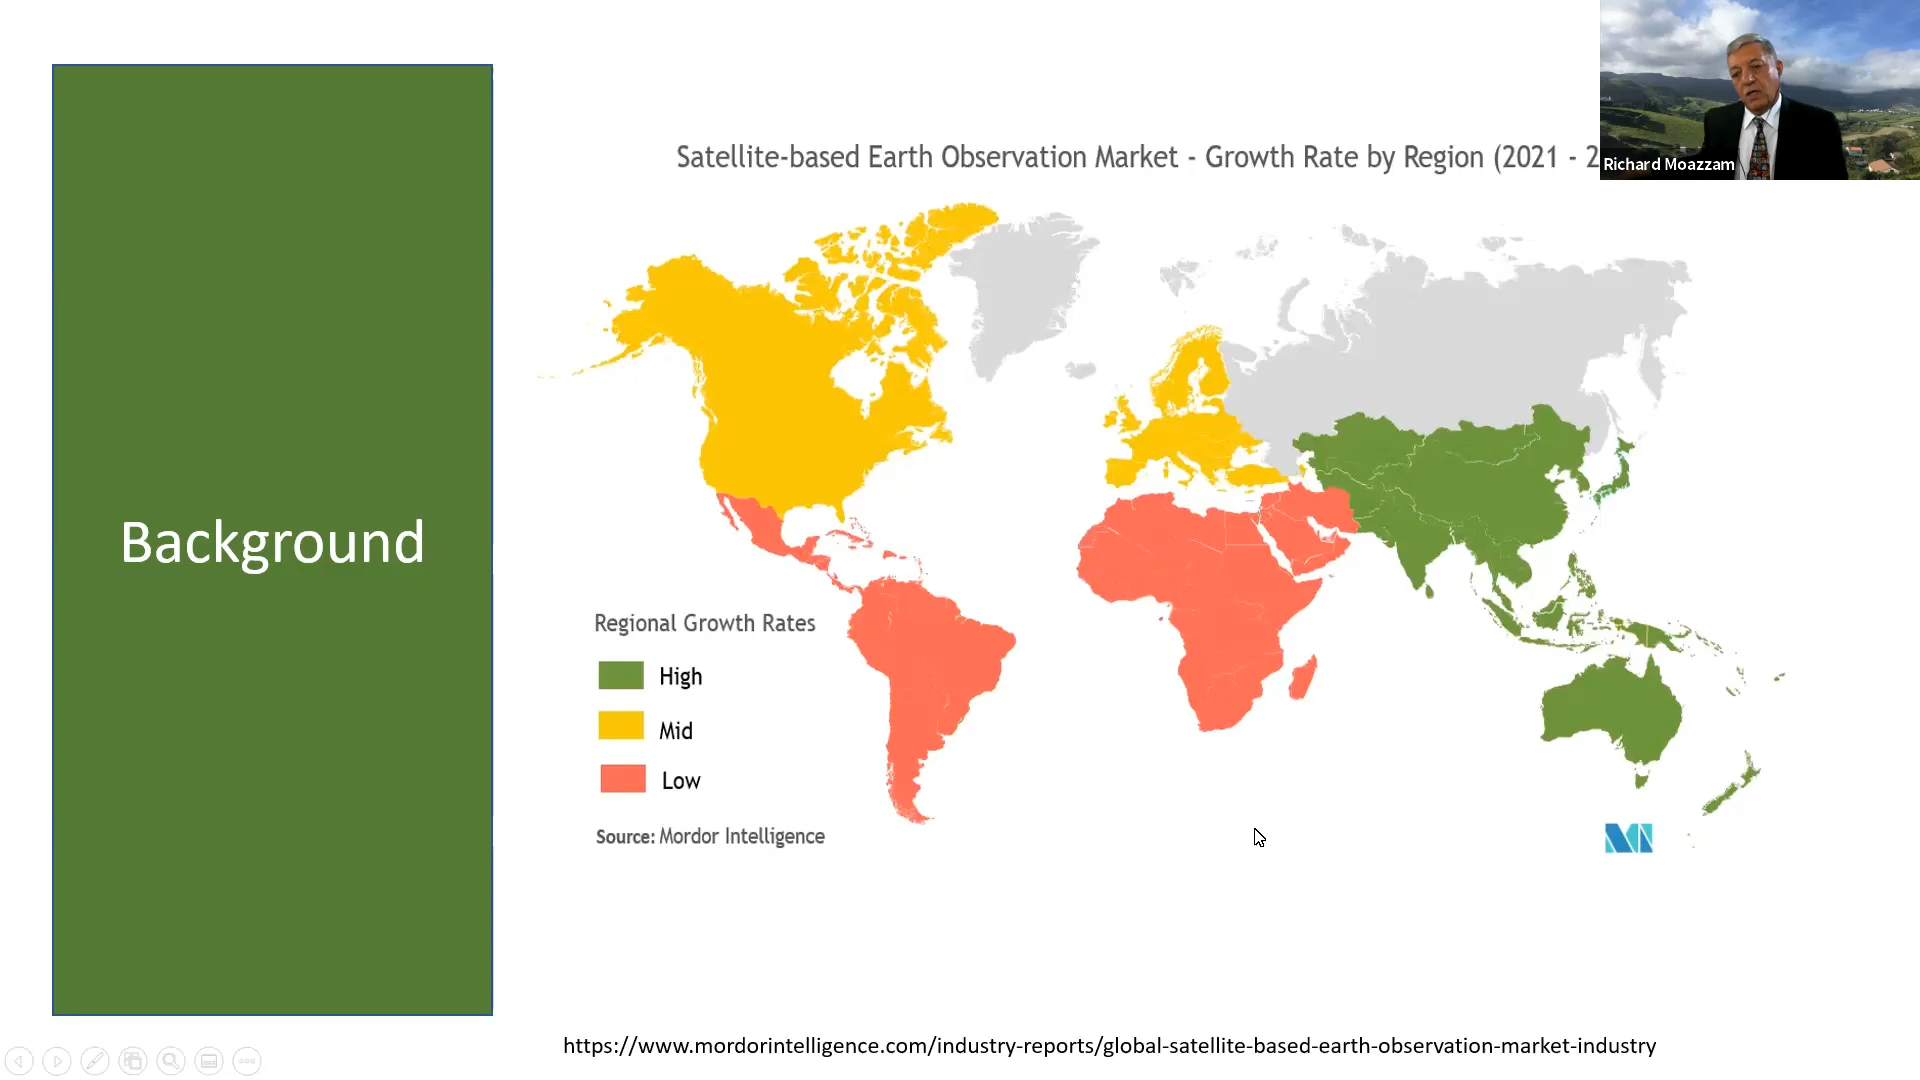 Satellite-based Earth Observation Market - Growth Rate by Region (2021 - 2
Richard Moazzam
Background
Regional Growth Rates
High
Mid
Low
Source: Mordor Intelligence
https://www.mordorintelligence.com/industry-reports/global-satellite-based-earth-observation-market-industry